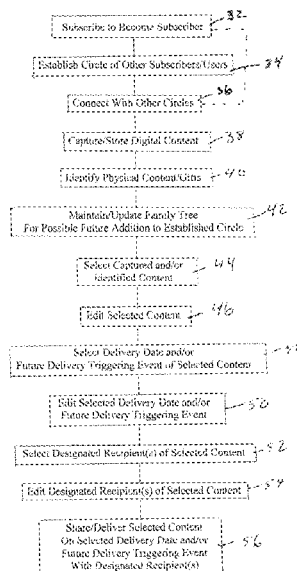 Subscribe to Become Subscriber 32
Establish Circle of Other Subscribers/Users 34
Connect With Other Circles 36
Capture/Store Digital Content 38
Identify Physical Content/Gifts 40
Maintain/Update Family Tree 42
For Possible Future Addition to Established Circle
Select Captured and/or 44
Identified Content
Edit Selected Content 46
Select Delivery Date and/or
Future Delivery Triggering Event of Selected Content
Edit Selected Delivery Date and/or 50
Future Delivery Triggering Event
Select Designated Recipient(s) of Selected Content 52
Edit Designated Recipient(s) of Selected Content 54
Share/Deliver Selected Content
On Selected Delivery Date and/or 56
Future Delivery Triggering Event
With Designated Recipient(s)